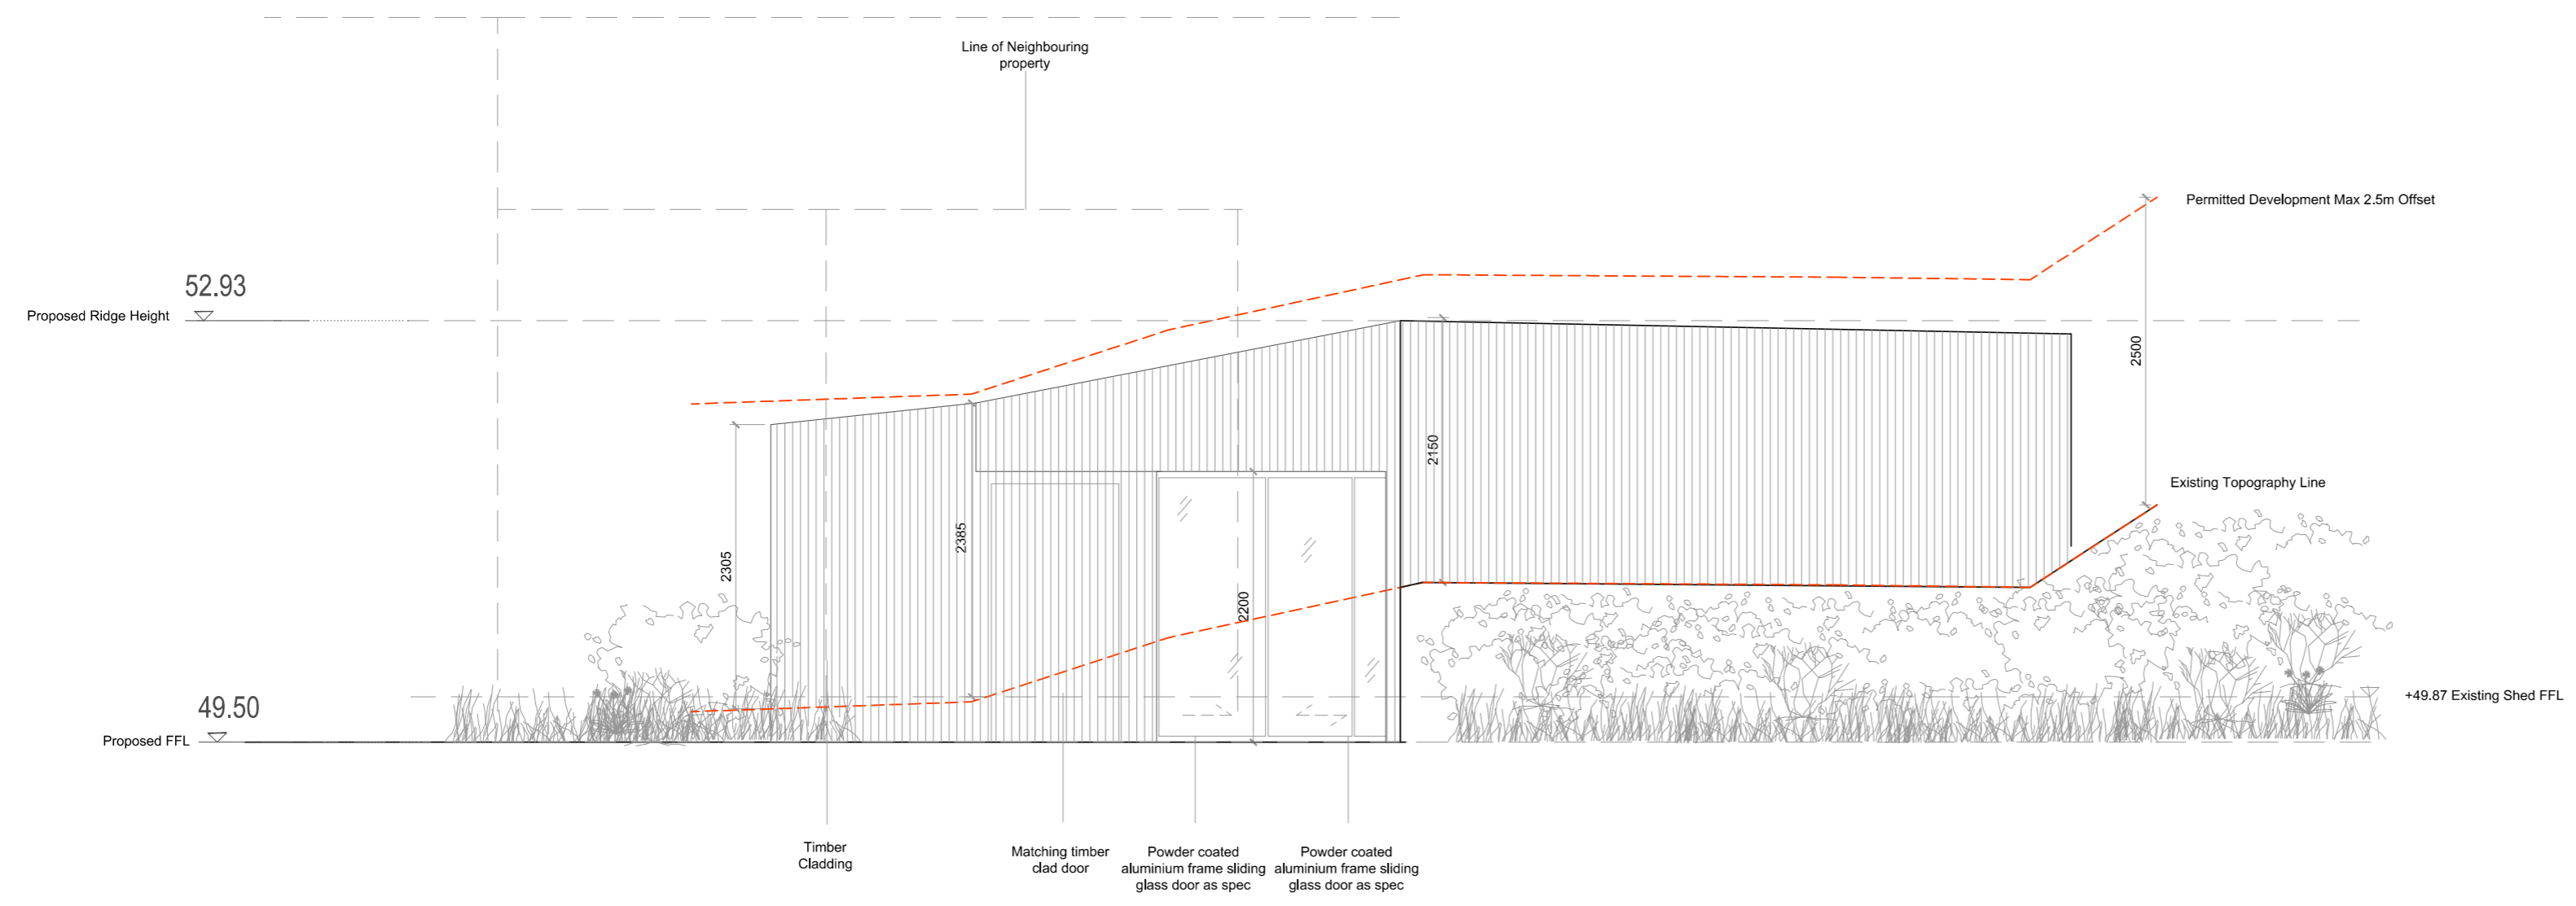 Line of Neighbouring
property
Permitted Development Max 2.5m Offset
52.93
Proposed Ridge Height
2500
2150
Existing Topography Line
2385
2305
2200
49.50
Proposed FFL
+49.87 Existing Shed FFL
Timber
Cladding
Matching timber
clad door
Powder coated
aluminium frame sliding
glass door as spec
Powder coated
aluminium frame sliding
glass door as spec